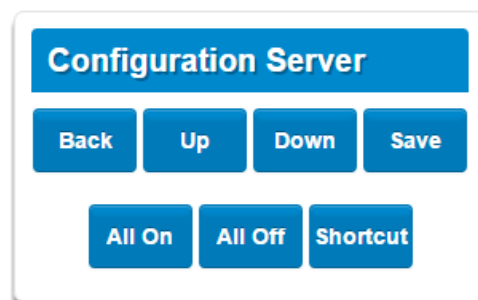 Configuration Server
Back Up Down Save
All On All Off Shortcut